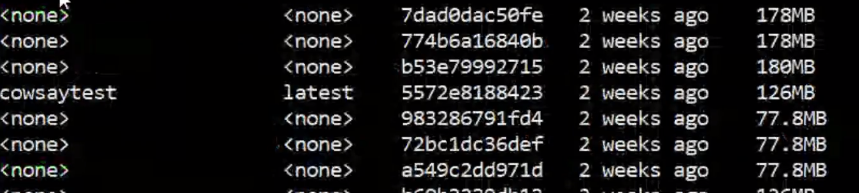 <none> <none> 7dad0dac50fe 2 weeks ago 178MB
<none> <none> 774b6a16840b 2 weeks ago 178MB
<none> <none> b53e79992715 2 weeks ago 180MB
cowsaytest latest 5572e8188423 2 weeks ago 126MB
<none> <none> 983286791fd4 2 weeks ago 77.8MB
<none> <none> 72bc1dc36def 2 weeks ago 77.8MB
<none> <none> a549c2dd971d 2 weeks ago 77.8MB